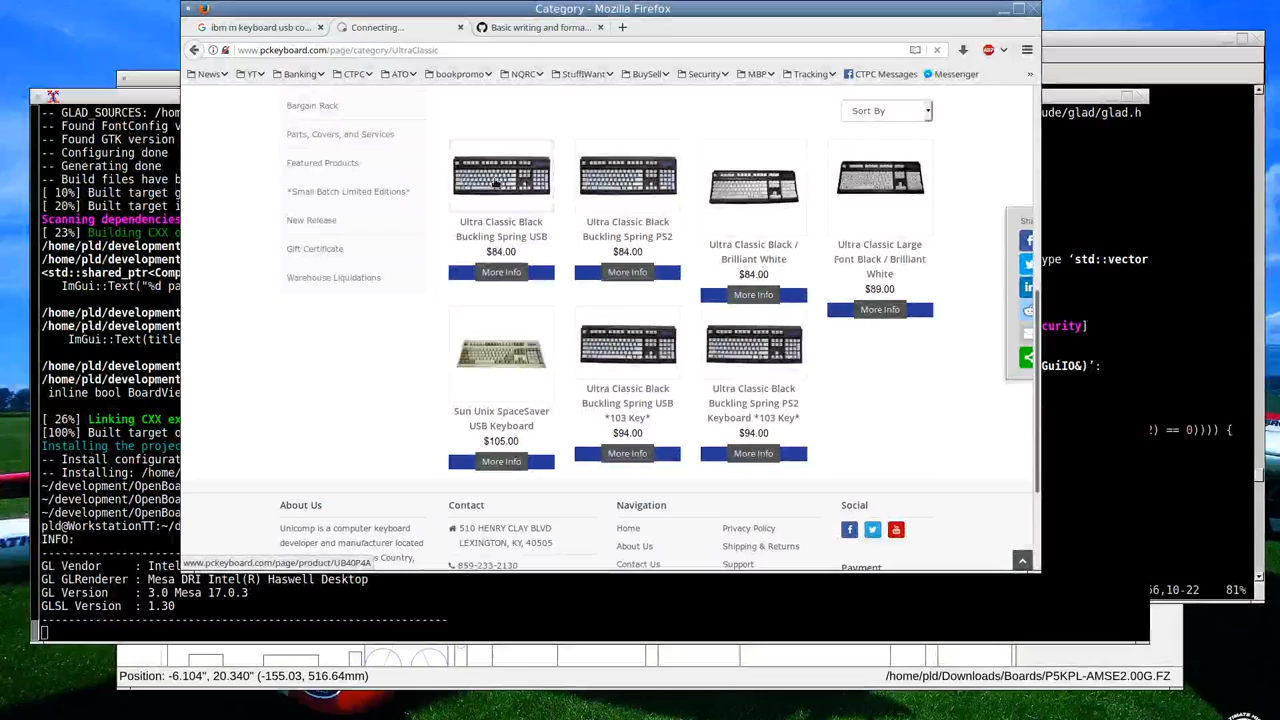 Category - Mozilla Firefox
ibm m keyboard usb co...
Connecting...
Basic writing and forma...
www.pckeyboard.com/page/category/UltraClassic
ABP
News
YT
Banking
CTPC
ATO
bookpromo
NQRC
StuffIWant
BuySell
Security
MBP
Tracking
CTPC Messages
Messenger
»
Bargain Rack
Parts, Covers, and Services
Featured Products
*Small Batch Limited Editions*
New Release
Gift Certificate
Warehouse Liquidations
Sort By
Ultra Classic Black
Buckling Spring USB
$84.00
More Info
Ultra Classic Black
Buckling Spring PS2
$84.00
More Info
Ultra Classic Black /
Brilliant White
$84.00
More Info
Ultra Classic Large
Font Black / Brilliant
White
$89.00
More Info
Sun Unix SpaceSaver
USB Keyboard
$105.00
More Info
Ultra Classic Black
Buckling Spring USB
*103 Key*
$94.00
More Info
Ultra Classic Black
Buckling Spring PS2
Keyboard *103 Key*
$94.00
More Info
About Us
Unicomp is a computer keyboard
developer and manufacturer located
Country,
Contact
510 HENRY CLAY BLVD
LEXINGTON, KY, 40505
859-233-2130
Navigation
Home
About Us
Contact Us
Privacy Policy
Shipping & Returns
Support
Social
Payment
www.pckeyboard.com/page/product/UB40P4A
-- GLAD_SOURCES: /hom
-- Found FontConfig v
-- Found GTK version
-- Configuring done
-- Generating done
-- Build files have b
[ 10%] Built target g
[ 20%] Built target i
Scanning dependencies
[ 23%] Building CXX o
/home/pld/development
/home/pld/development
<std::shared_ptr<Comp
ImGui::Text("%d pa
/home/pld/development
/home/pld/development
ImGui::Text(title
/home/pld/development
/home/pld/development
inline bool BoardView
[ 26%] Linking CXX ex
[100%] Built target o
Installing the projec
-- Install configurat
-- Installing: /home/
~/development/OpenBoa
~/development/OpenBoa
pld@WorkstationTT:~/d
INFO:
GL Vendor : Intel
GL GLRenderer : Mesa DRI Intel(R) Haswell Desktop
GL Version : 3.0 Mesa 17.0.3
GLSL Version : 1.30
ude/glad/glad.h
ype ‘std::vector
curity]
GuiIO&)’:
2) == 0)))) {
56,10-22 81%
Position: -6.104", 20.340" (-155.03, 516.64mm)
/home/pld/Downloads/Boards/P5KPL-AMSE2.00G.FZ